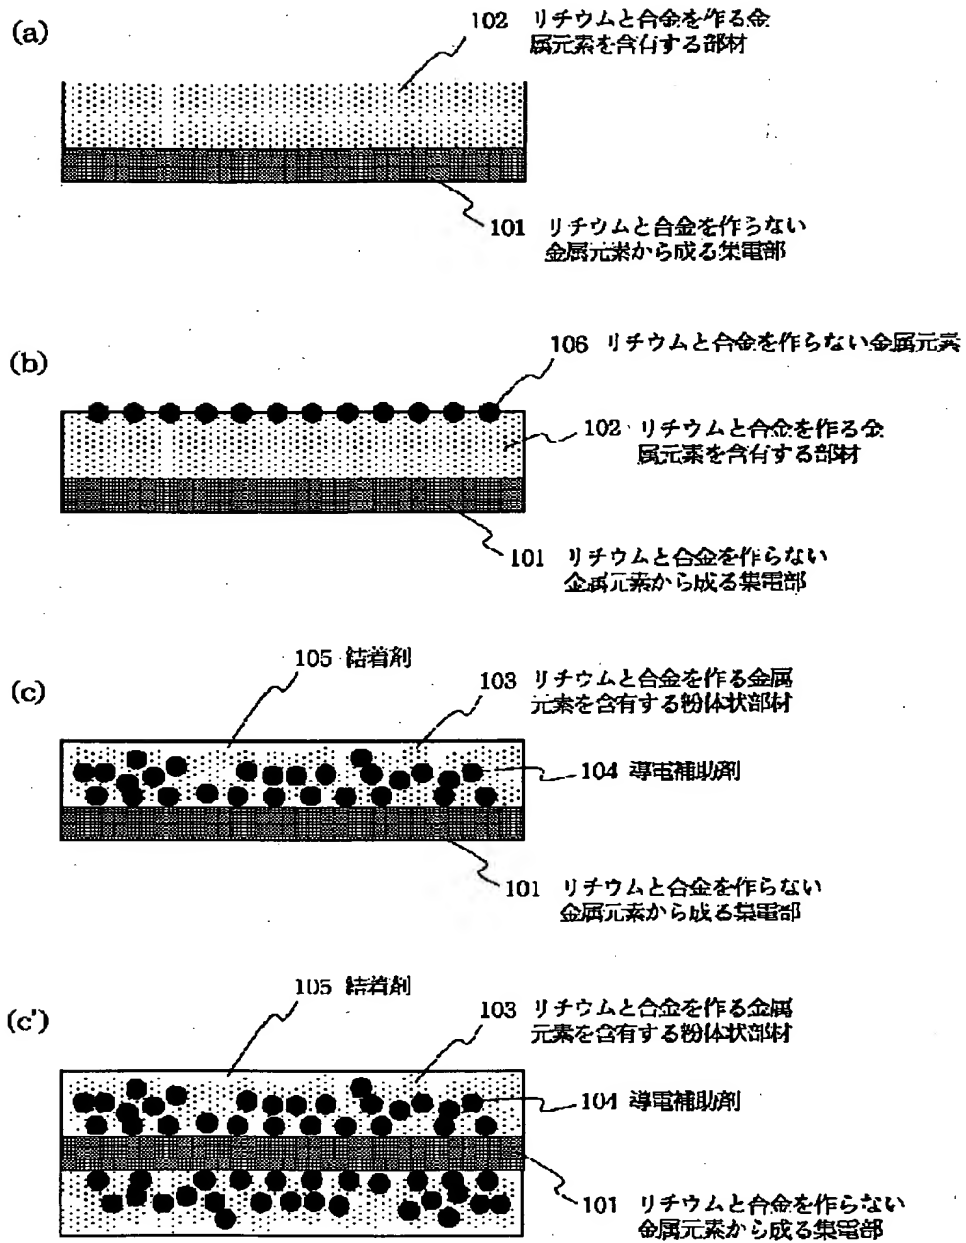 (a)
102 リチウムと合金を作る金
属元素を含有する部材
101 リチウムと合金を作らない
金属元素から成る集電部
(b)
106 リチウムと合金を作らない金属元素
102 リチウムと合金を作る金
属元素を含有する部材
101 リチウムと合金を作らない
金属元素から成る集電部
(c)
105 結着剤
103 リチウムと合金を作る金属
元素を含有する粉体状部材
104 導電補助剤
101 リチウムと合金を作らない
金属元素から成る集電部
(c')
105 結着剤
103 リチウムと合金を作る金属
元素を含有する粉体状部材
104 導電補助剤
101 リチウムと合金を作らない
金属元素から成る集電部